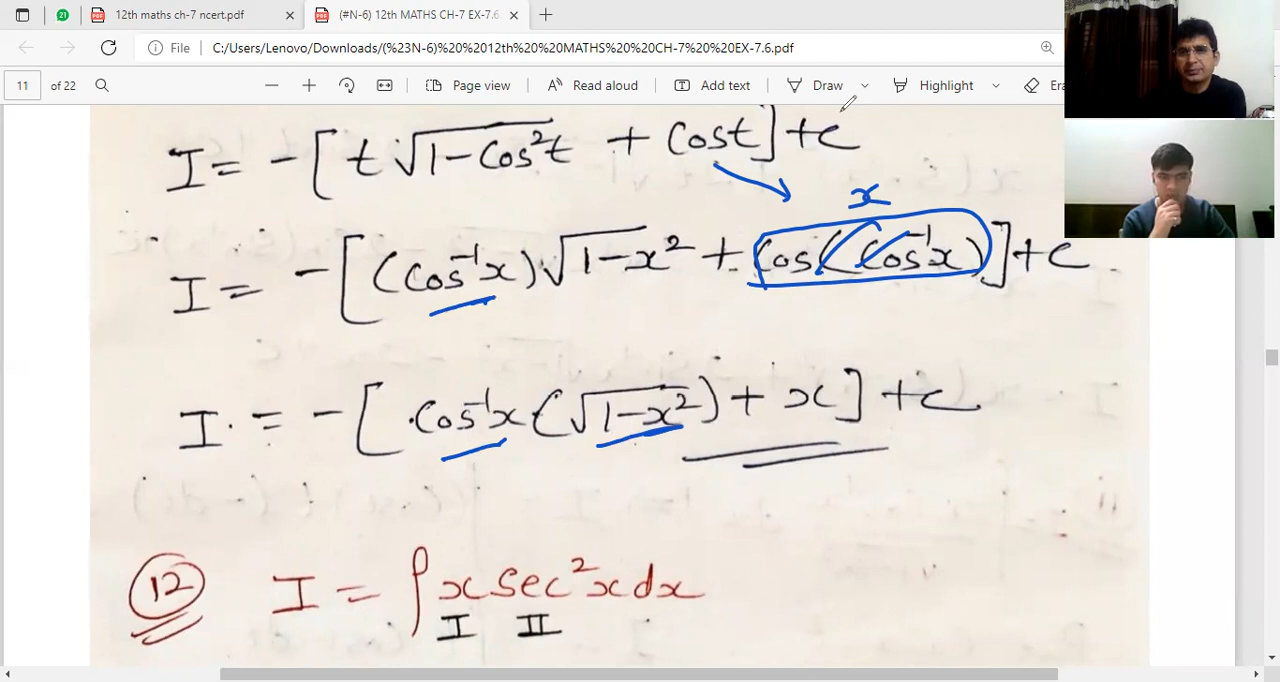 12th maths ch-7 ncert.pdf
(#N-6) 12th MATHS CH-7 EX-7.6
File C:/Users/Lenovo/Downloads/(%23N-6)%20%2012th%20%20MATHS%20%20CH-7%20%20EX-7.6.pdf
11 of 22 Page view Read aloud Add text Draw Highlight Era
I = -[t√1-Cos²t + Cost] + c
x
I = -[(Cos⁻¹x)√1-x² + Cos(Cos⁻¹x)] + c
I = -[Cos⁻¹x(√1-x²) + x] + c
12 I = ∫x sec²x dx
I II